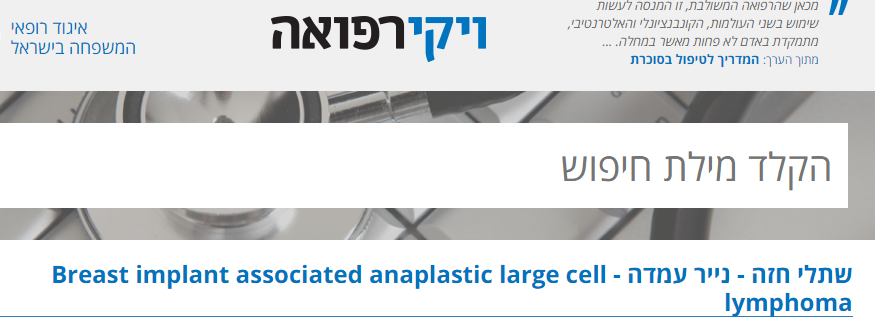 מכאן שהרפואה המשולבת, זו המנסה לעשות
שימוש בשני העולמות, הקונבנציונלי והאלטרנטיבי,
מתמקדת באדם לא פחות מאשר במחלה. ...
מתוך הערך: המדריך לטיפול בסוכרת
ויקירפואה
איגוד רופאי
המשפחה בישראל
הקלד מילת חיפוש
שתלי חזה - נייר עמדה - Breast implant associated anaplastic large cell
lymphoma